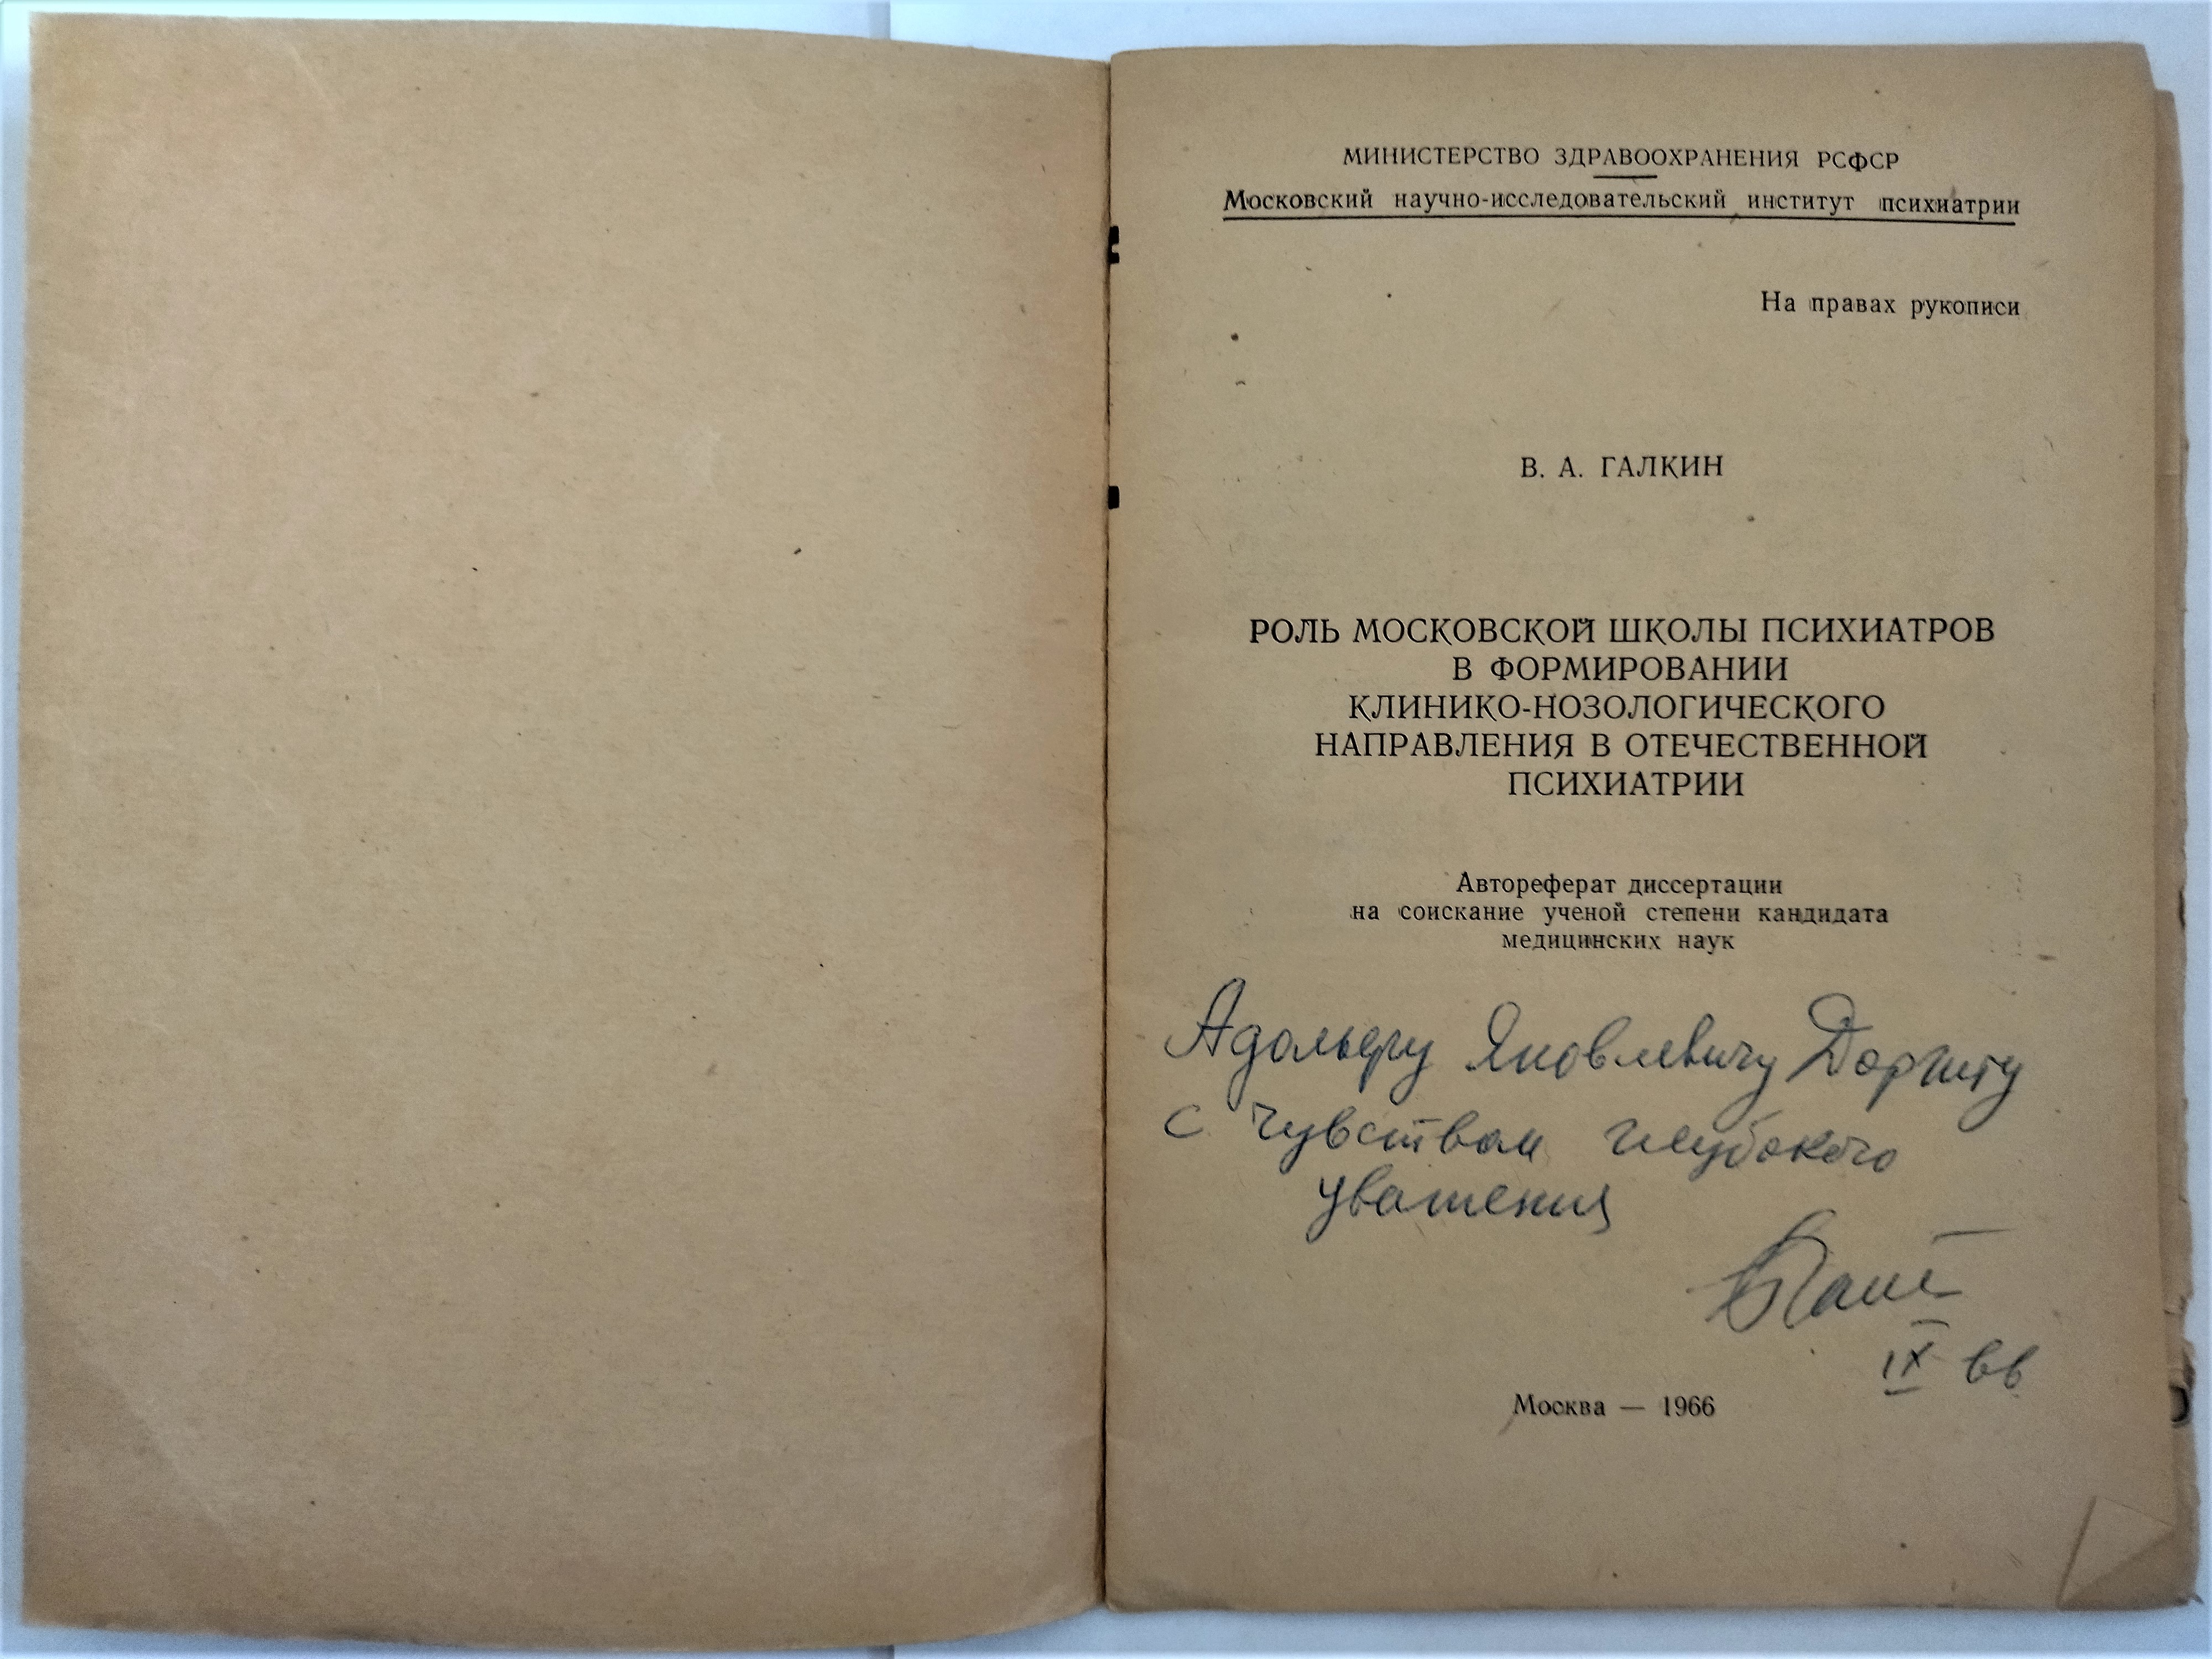 МИНИСТЕРСТВО ЗДРАВООХРАНЕНИЯ РСФСР
Московский научно-исследовательский институт психиатрии
На правах рукописи
В. А. ГАЛКИН
РОЛЬ МОСКОВСКОЙ ШКОЛЫ ПСИХИАТРОВ
В ФОРМИРОВАНИИ
КЛИНИКО-НОЗОЛОГИЧЕСКОГО
НАПРАВЛЕНИЯ В ОТЕЧЕСТВЕННОЙ
ПСИХИАТРИИ
Автореферат диссертации
на соискание ученой степени кандидата
медицинских наук
Адольфу Яковлевичу
с чувством глубокого
уважения
IX 66
Москва — 1966